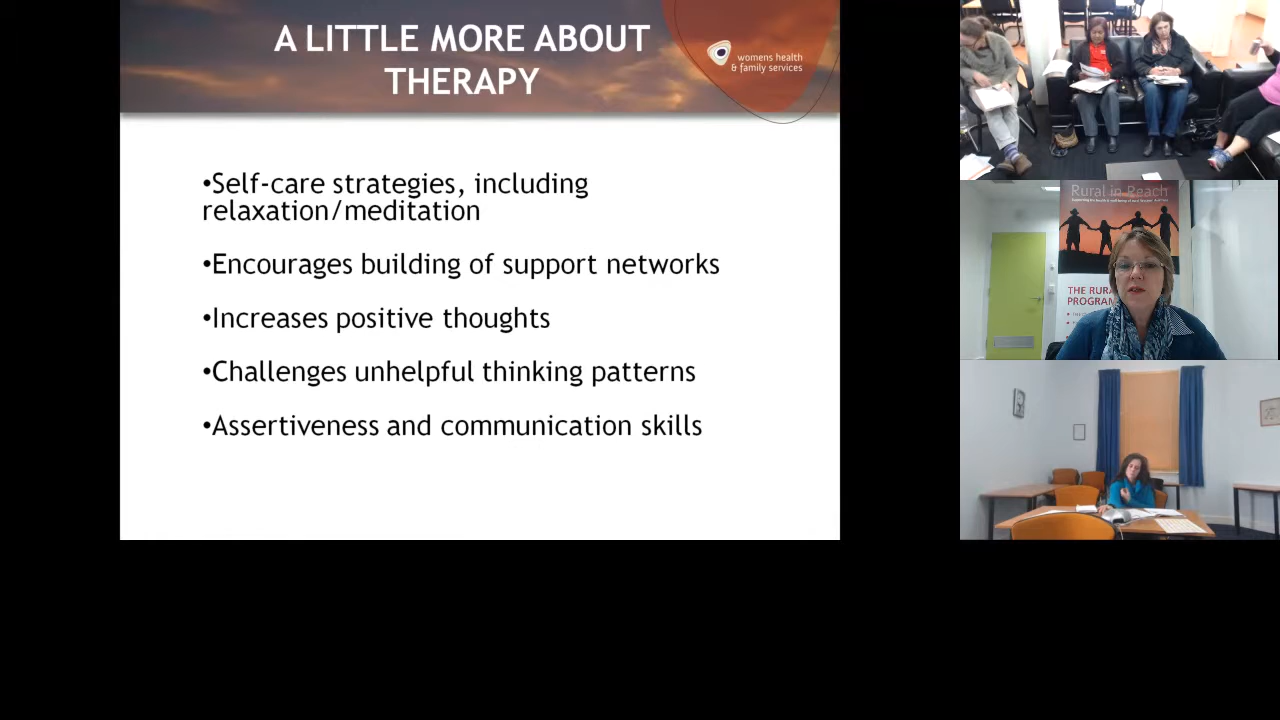 A LITTLE MORE ABOUT
THERAPY
womens health
& family services
•Self-care strategies, including
relaxation/meditation
•Encourages building of support networks
•Increases positive thoughts
•Challenges unhelpful thinking patterns
•Assertiveness and communication skills
Rural in Reach
THE RURA
PROGRAM